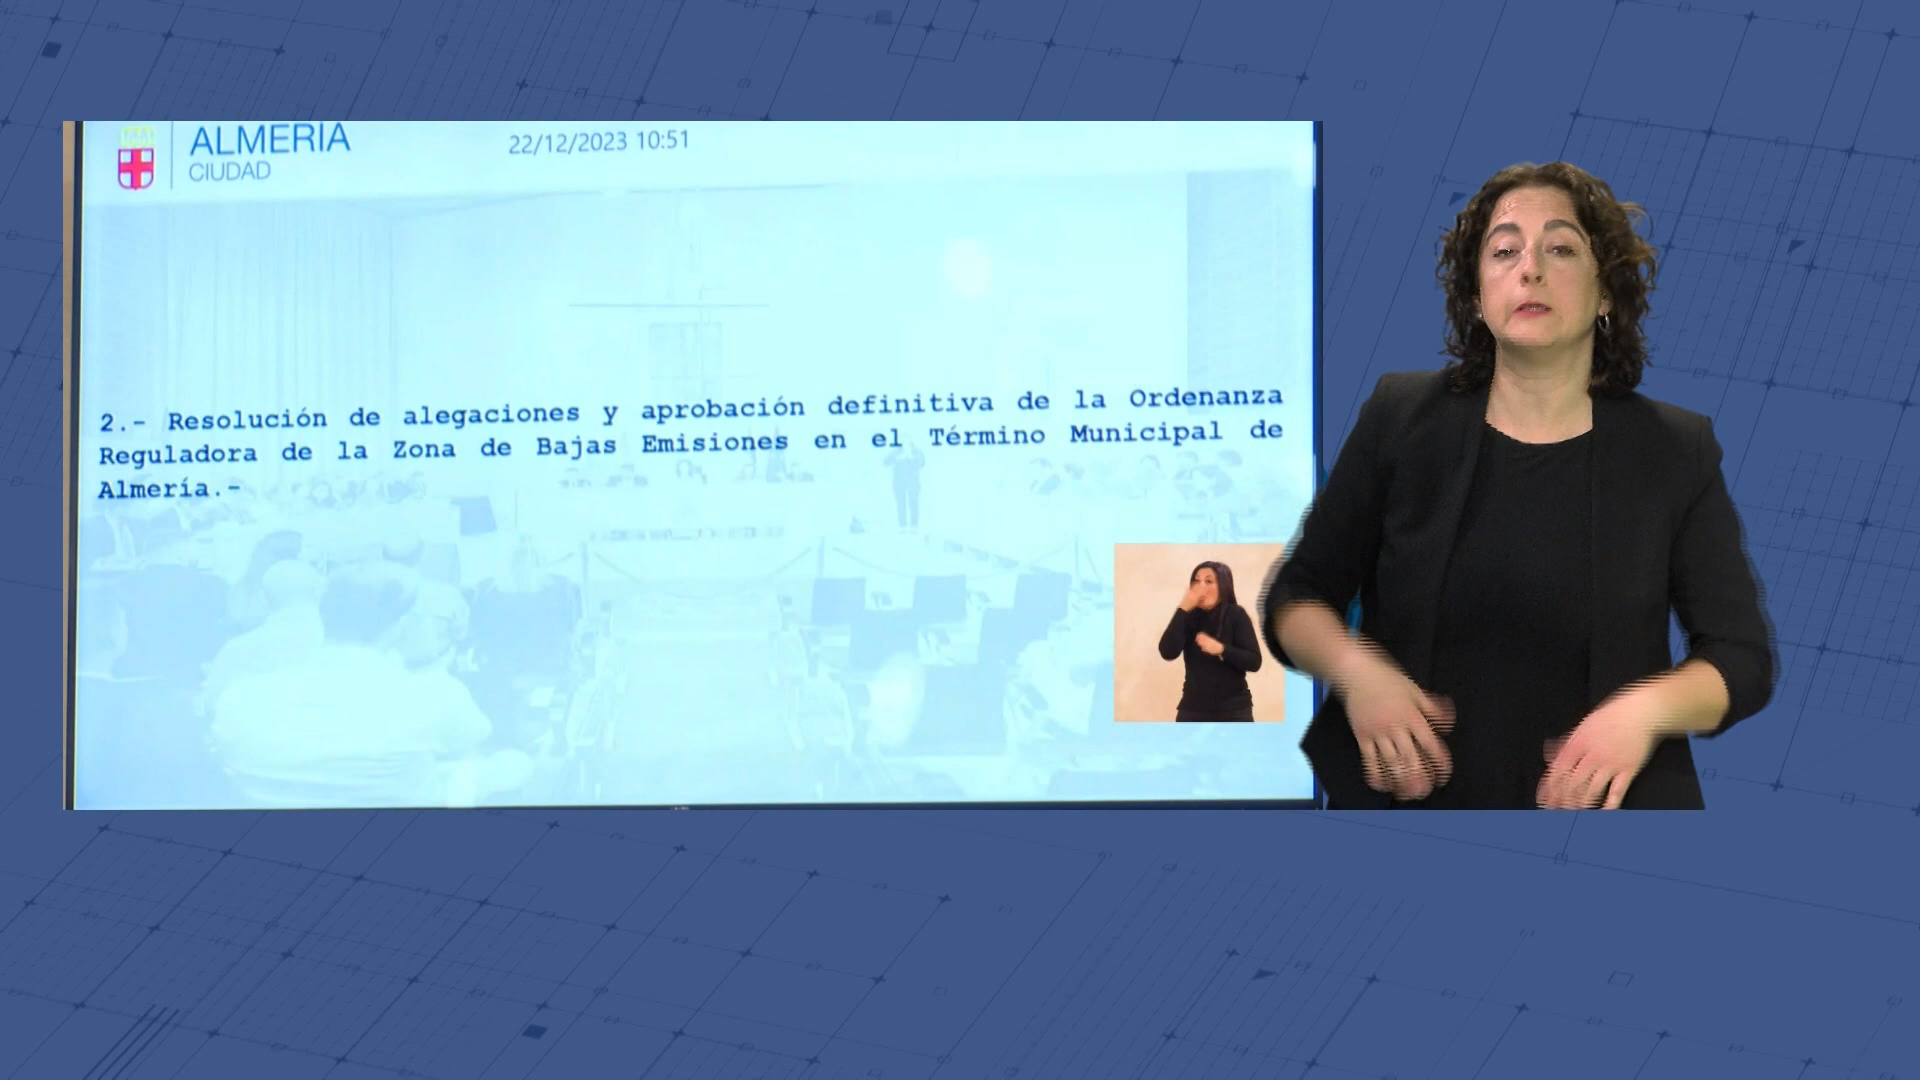 ALMERÍA
CIUDAD
22/12/2023 10:51
2.- Resolución de alegaciones y aprobación definitiva de la Ordenanza
Reguladora de la Zona de Bajas Emisiones en el Término Municipal de
Almería.-